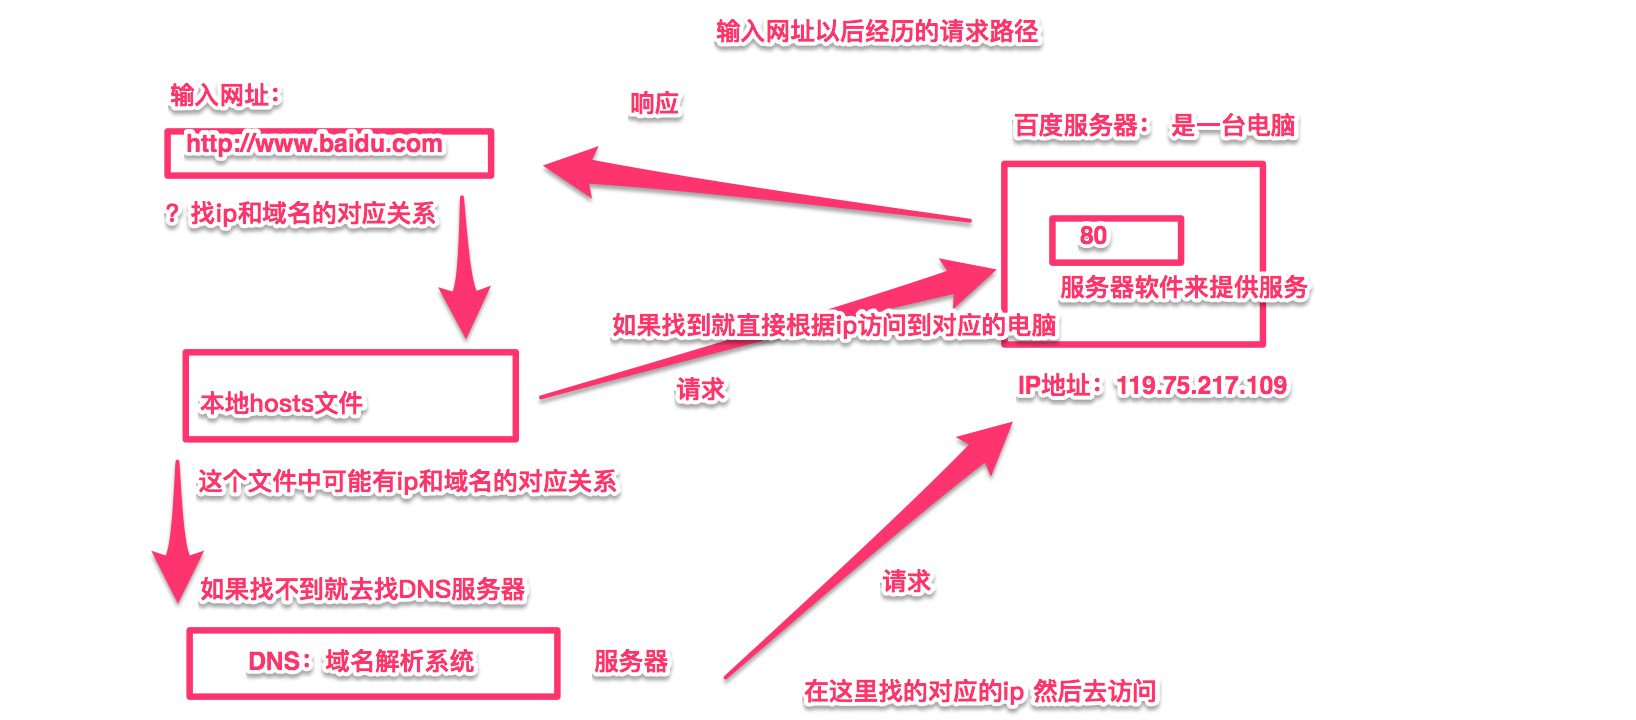 输入网址以后经历的请求路径
输入网址：
http://www.baidu.com
响应
百度服务器： 是一台电脑
80
服务器软件来提供服务
？找ip和域名的对应关系
如果找到就直接根据ip访问到对应的电脑
请求
IP地址：119.75.217.109
本地hosts文件
这个文件中可能有ip和域名的对应关系
如果找不到就去找DNS服务器
请求
DNS：域名解析系统
服务器
在这里找的对应的ip 然后去访问